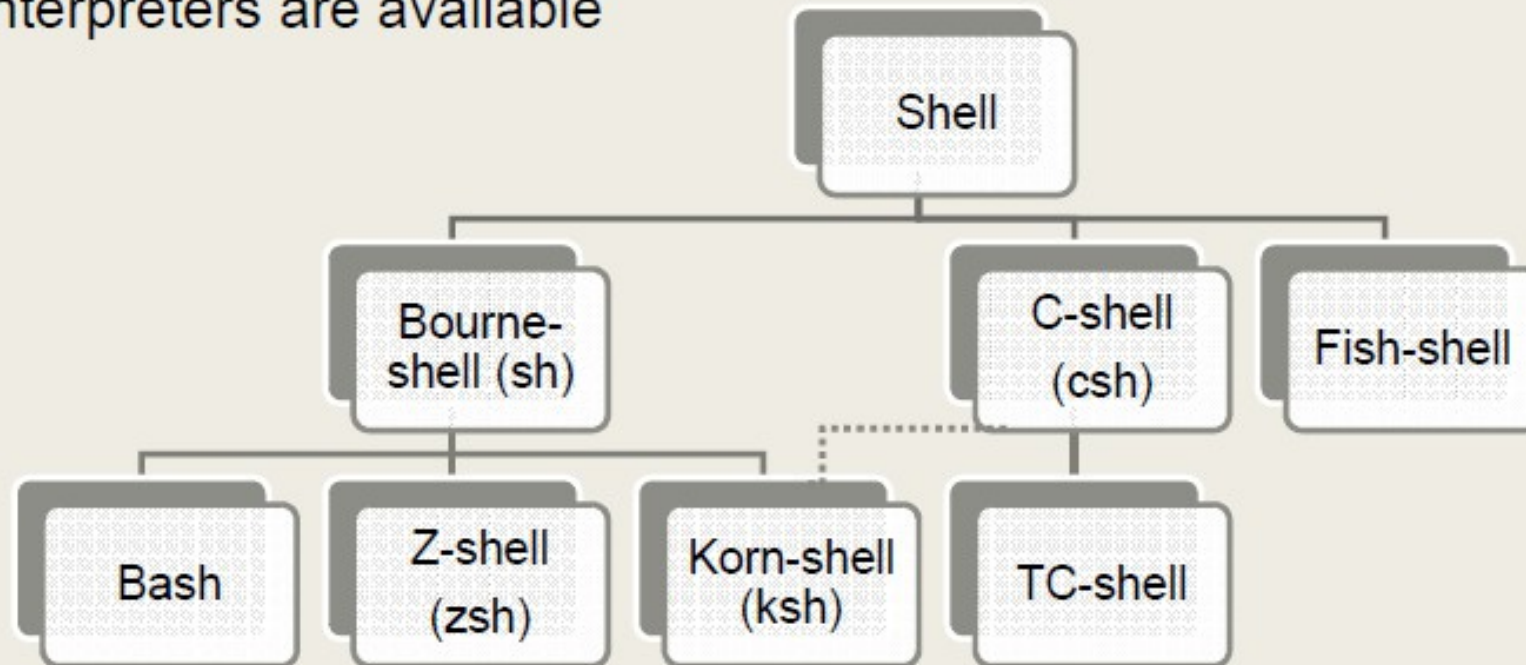 nterpreters are available
Shell
Bourne-
shell (sh)
C-shell
(csh)
Fish-shell
Bash
Z-shell
(zsh)
Korn-shell
(ksh)
TC-shell